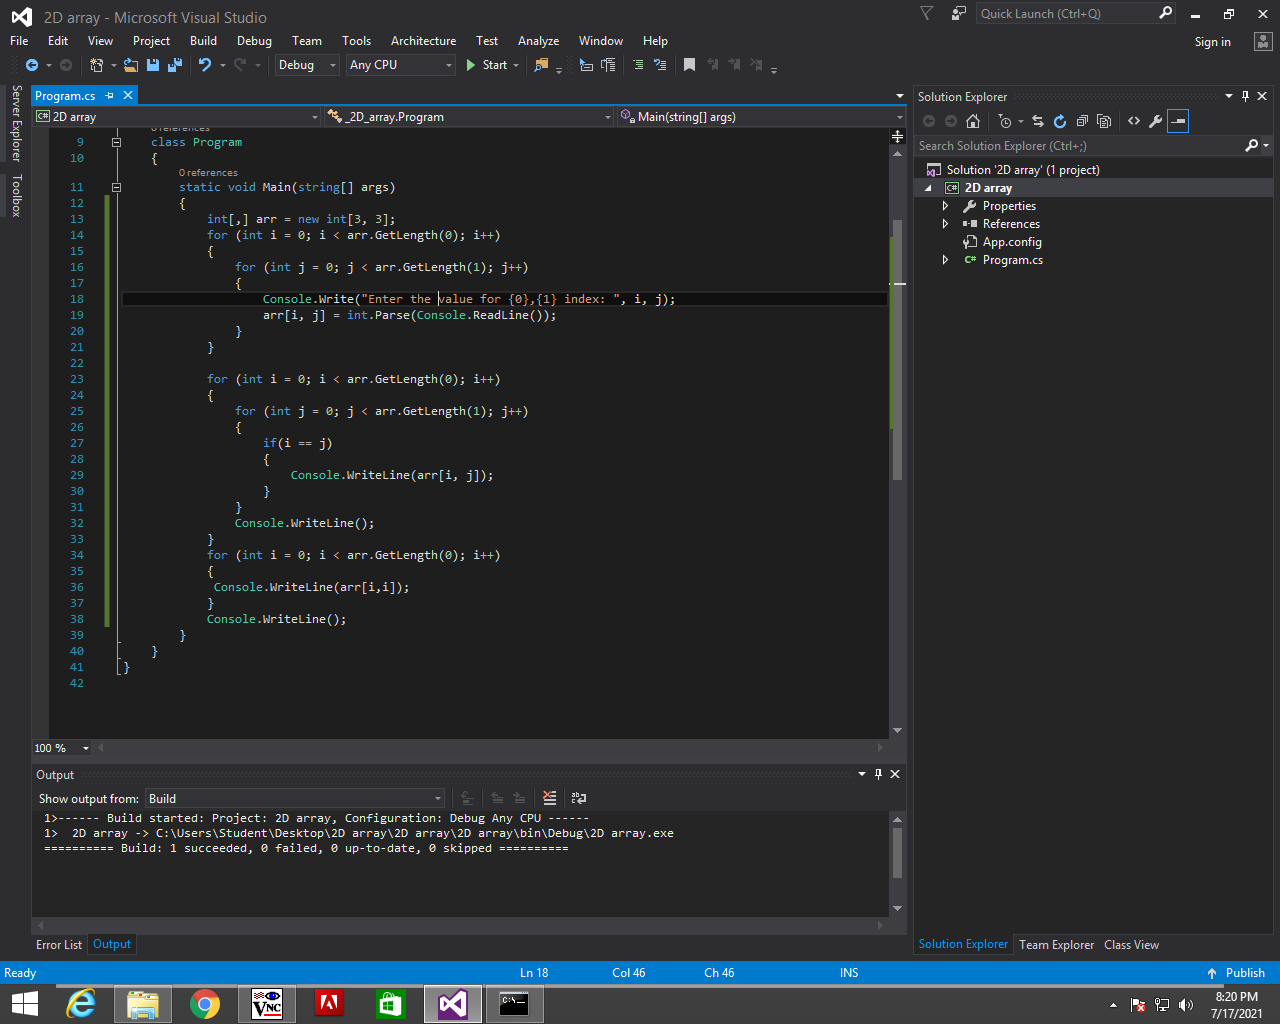 2D array - Microsoft Visual Studio
Quick Launch (Ctrl+Q)
File Edit View Project Build Debug Team Tools Architecture Test Analyze Window Help
Sign in
Debug Any CPU Start
Server Explorer
Toolbox
Program.cs
2D array _2D_array.Program Main(string[] args)
0 references
9 class Program
10 {
0 references
11 static void Main(string[] args)
12 {
13 int[,] arr = new int[3, 3];
14 for (int i = 0; i < arr.GetLength(0); i++)
15 {
16 for (int j = 0; j < arr.GetLength(1); j++)
17 {
18 Console.Write("Enter the value for {0},{1} index: ", i, j);
19 arr[i, j] = int.Parse(Console.ReadLine());
20 }
21 }
22
23 for (int i = 0; i < arr.GetLength(0); i++)
24 {
25 for (int j = 0; j < arr.GetLength(1); j++)
26 {
27 if(i == j)
28 {
29 Console.WriteLine(arr[i, j]);
30 }
31 }
32 Console.WriteLine();
33 }
34 for (int i = 0; i < arr.GetLength(0); i++)
35 {
36 Console.WriteLine(arr[i,i]);
37 }
38 Console.WriteLine();
39 }
40 }
41 }
42
100 %
Output
Show output from: Build
1>------ Build started: Project: 2D array, Configuration: Debug Any CPU ------
1>  2D array -> C:\Users\Student\Desktop\2D array\2D array\2D array\bin\Debug\2D array.exe
========== Build: 1 succeeded, 0 failed, 0 up-to-date, 0 skipped ==========
Error List Output
Solution Explorer
Search Solution Explorer (Ctrl+;)
Solution '2D array' (1 project)
C# 2D array
Properties
References
App.config
C# Program.cs
Solution Explorer Team Explorer Class View
Ready Ln 18 Col 46 Ch 46 INS Publish
VNC
C:\
8:20 PM
7/17/2021